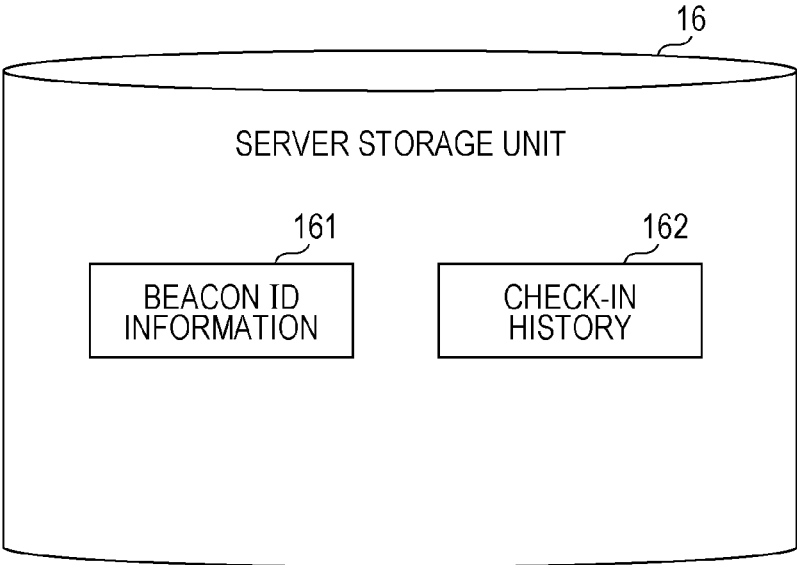 16
SERVER STORAGE UNIT
161
162
BEACON ID
INFORMATION
CHECK-IN
HISTORY